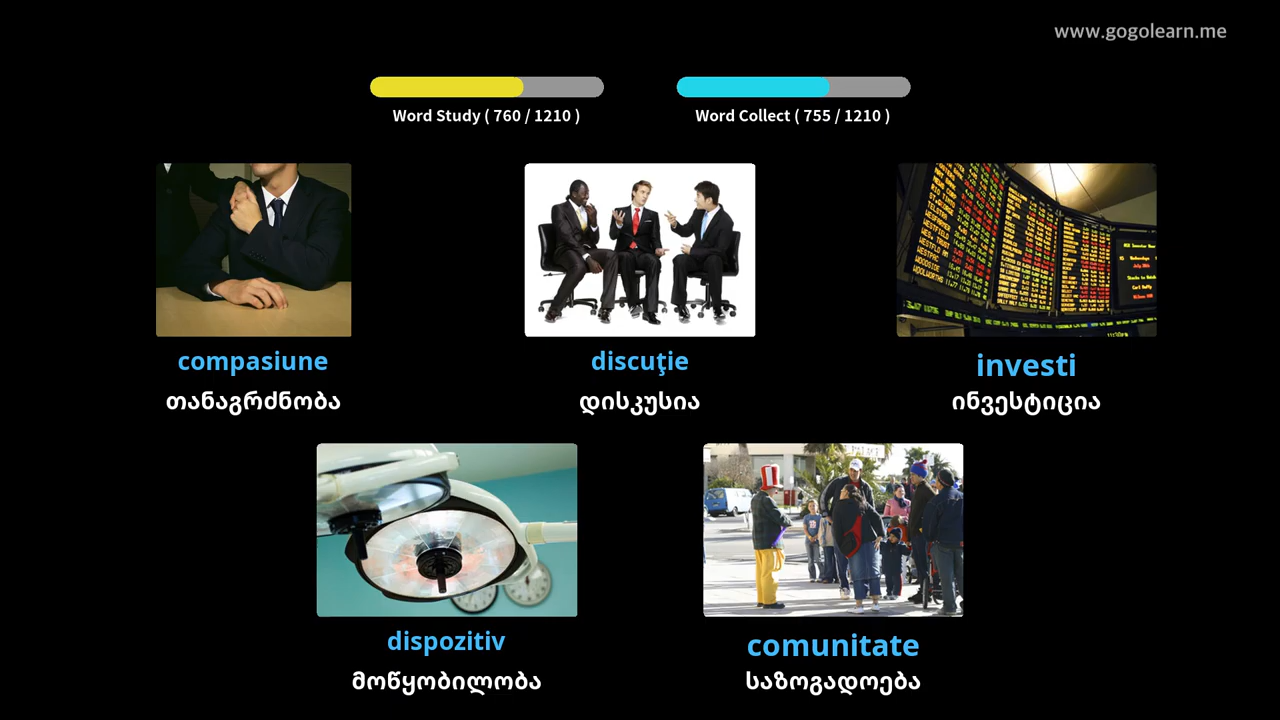 www.gogolearn.me
Word Study ( 760 / 1210 )
Word Collect ( 755 / 1210 )
compasiune
თანაგრძნობა
discuţie
დისკუსია
investi
ინვესტიცია
dispozitiv
მოწყობილობა
comunitate
საზოგადოება